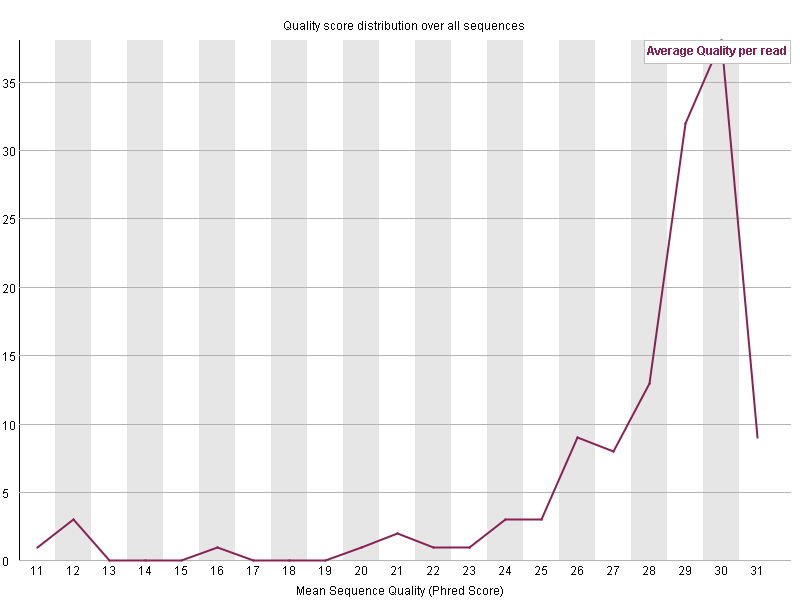 Quality score distribution over all sequences
Average Quality per read
35
30
25
20
15
10
5
0
11 12 13 14 15 16 17 18 19 20 21 22 23 24 25 26 27 28 29 30 31
Mean Sequence Quality (Phred Score)